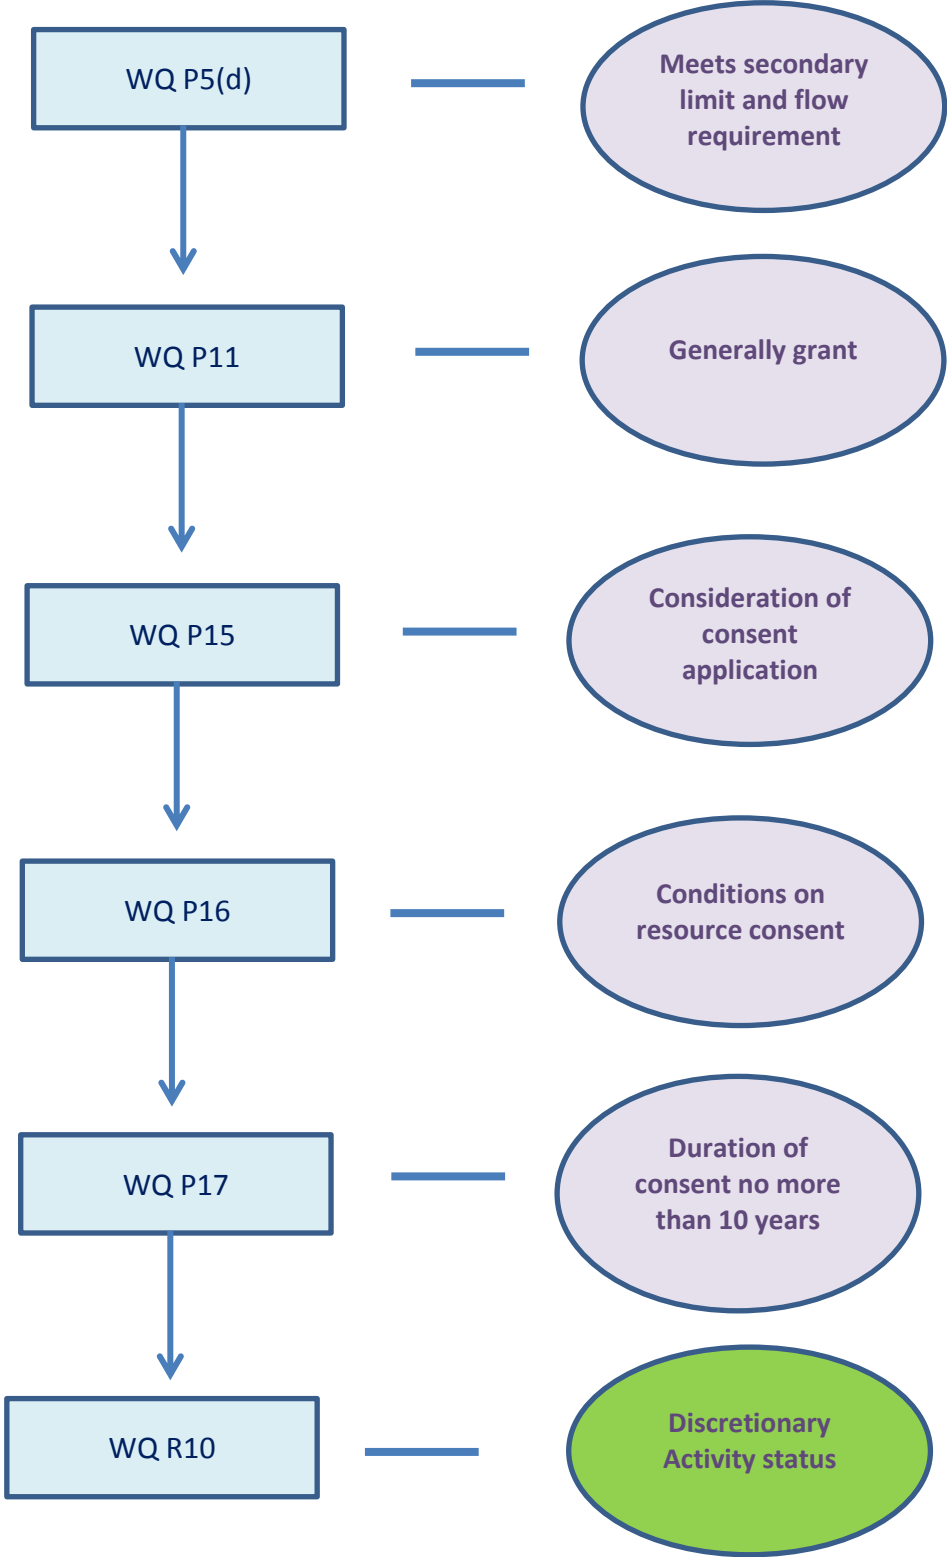 WQ P5(d)
Meets secondary
limit and flow
requirement
WQ P11
Generally grant
WQ P15
Consideration of
consent
application
WQ P16
Conditions on
resource consent
WQ P17
Duration of
consent no more
than 10 years
WQ R10
Discretionary
Activity status